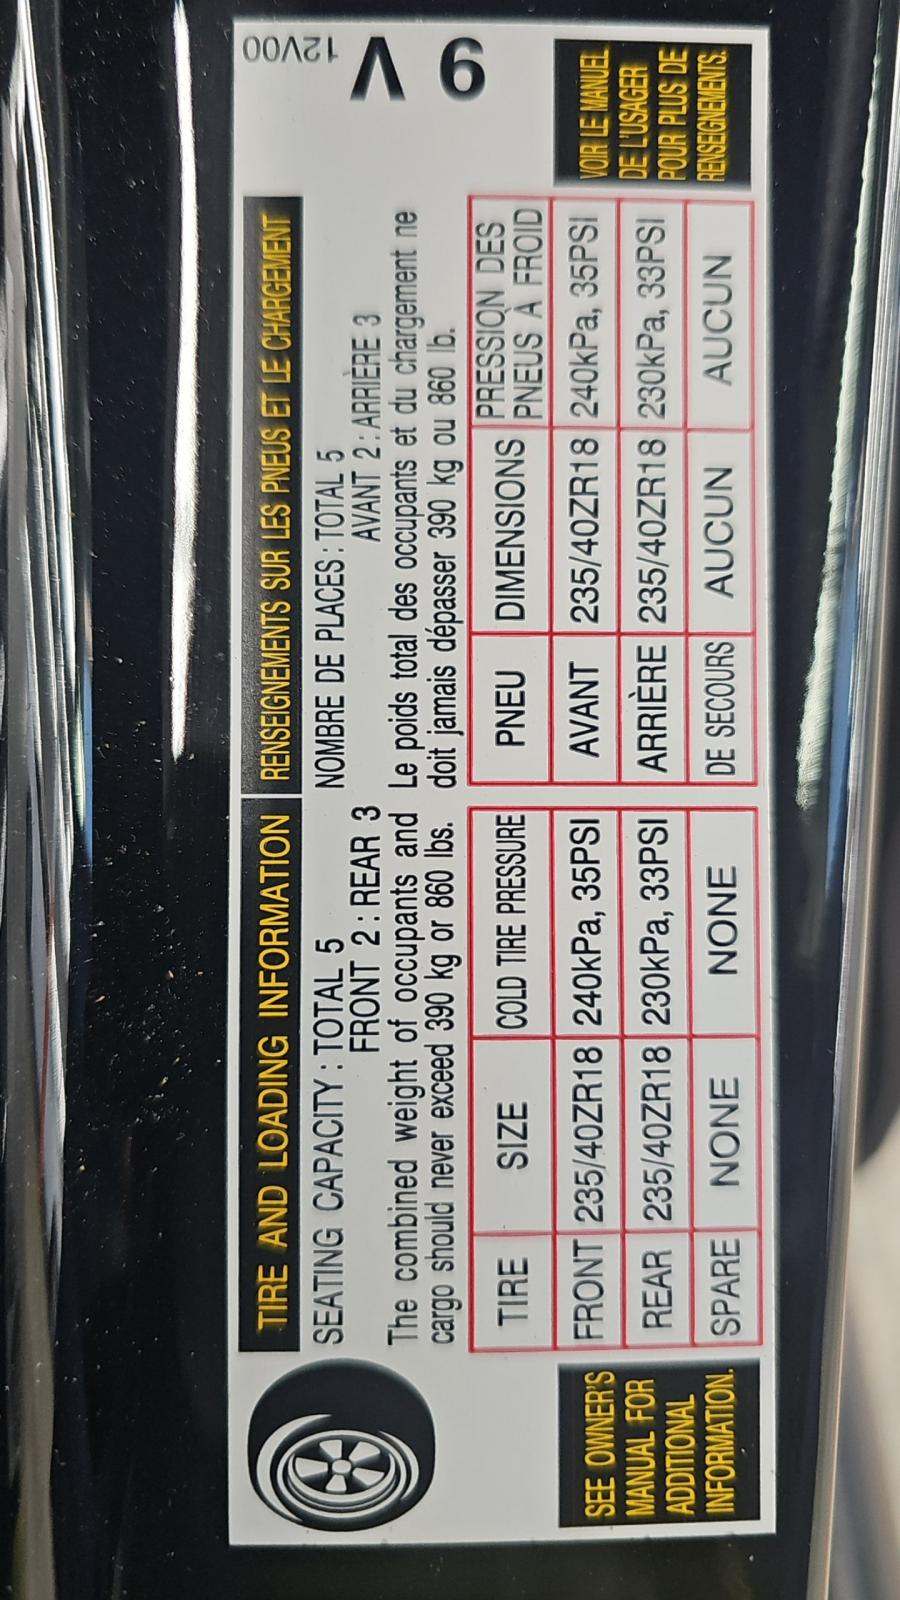 TIRE AND LOADING INFORMATION
SEATING CAPACITY : TOTAL 5
FRONT 2 : REAR 3
The combined weight of occupants and
cargo should never exceed 390 kg or 860 lbs.
TIRE SIZE COLD TIRE PRESSURE
FRONT 235/40ZR18 240kPa, 35PSI
REAR 235/40ZR18 230kPa, 33PSI
SPARE NONE NONE
SEE OWNER'S
MANUAL FOR
ADDITIONAL
INFORMATION.
RENSEIGNEMENTS SUR LES PNEUS ET LE CHARGEMENT
NOMBRE DE PLACES : TOTAL 5
AVANT 2 : ARRIÈRE 3
Le poids total des occupants et du chargement ne
doit jamais dépasser 390 kg ou 860 lb.
PNEU DIMENSIONS PRESSION DES
PNEUS À FROID
AVANT 235/40ZR18 240kPa, 35PSI
ARRIÈRE 235/40ZR18 230kPa, 33PSI
DE SECOURS AUCUN AUCUN
VOIR LE MANUEL
DE L'USAGER
POUR PLUS DE
RENSEIGNEMENTS.
12V00
V
9